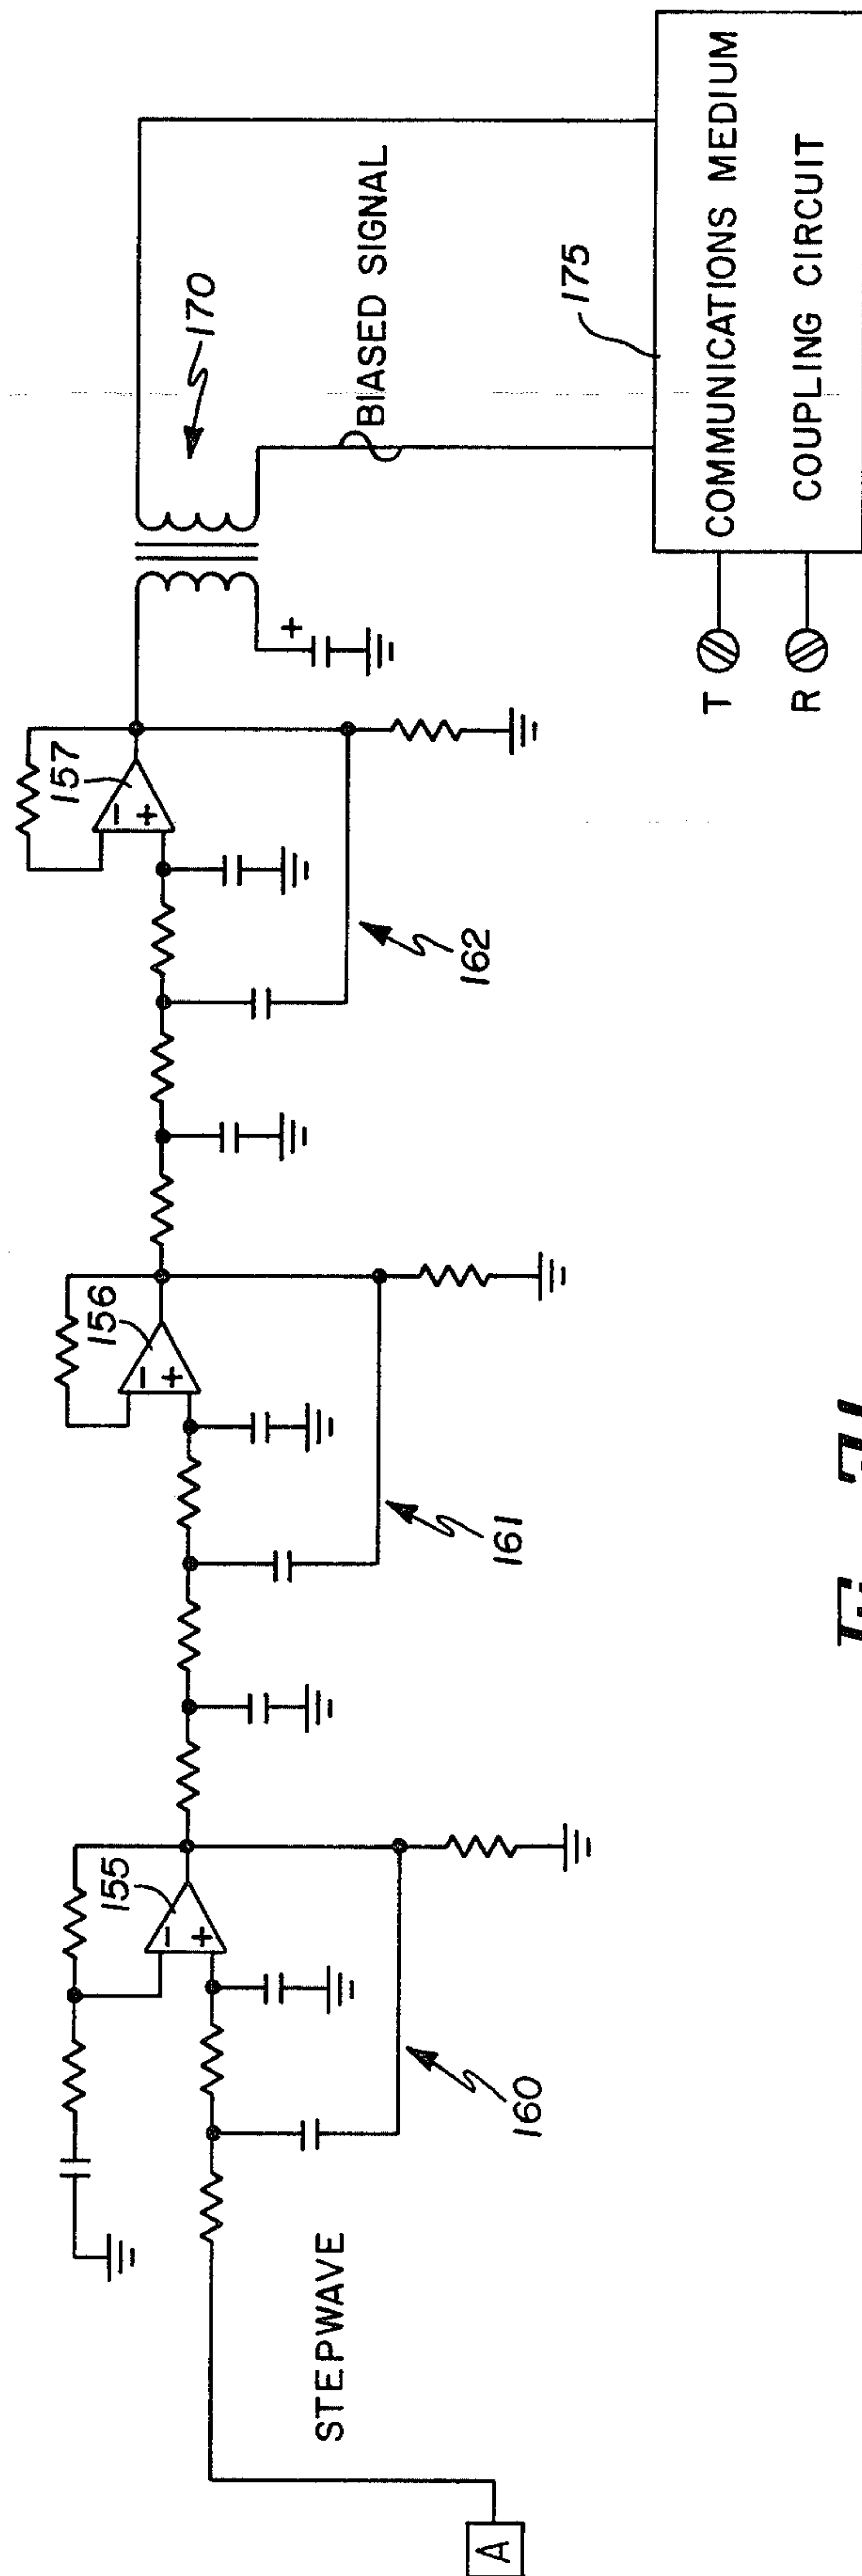 A
STEPWAVE
155
- +
160
156
- +
161
157
- +
162
+
170
BIASED SIGNAL
175
T
R
COMMUNICATIONS MEDIUM
COUPLING CIRCUIT